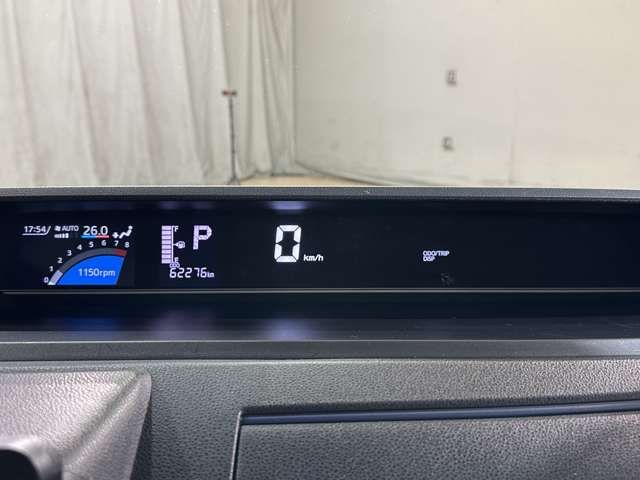 17:54 AUTO 26.0
0 1 2 3 4 5 6 7 8
1150rpm
F
E
P
62276km
0 km/h
ODO/TRIP
DISP